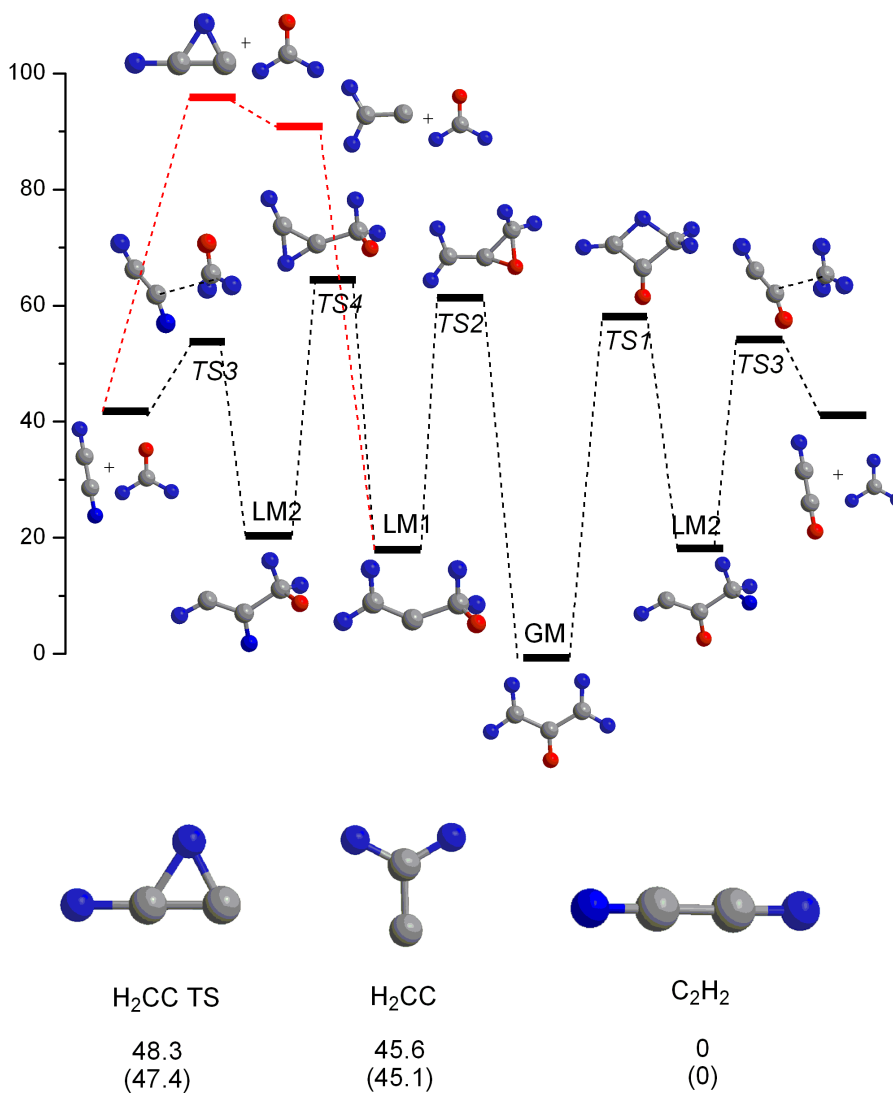 +
+
100
80
60
TS4
TS2
TS1
TS3
TS3
40
+
+
LM2
LM1
LM2
20
GM
0
H₂CC TS
H₂CC
C₂H₂
48.3
45.6
0
(47.4)
(45.1)
(0)